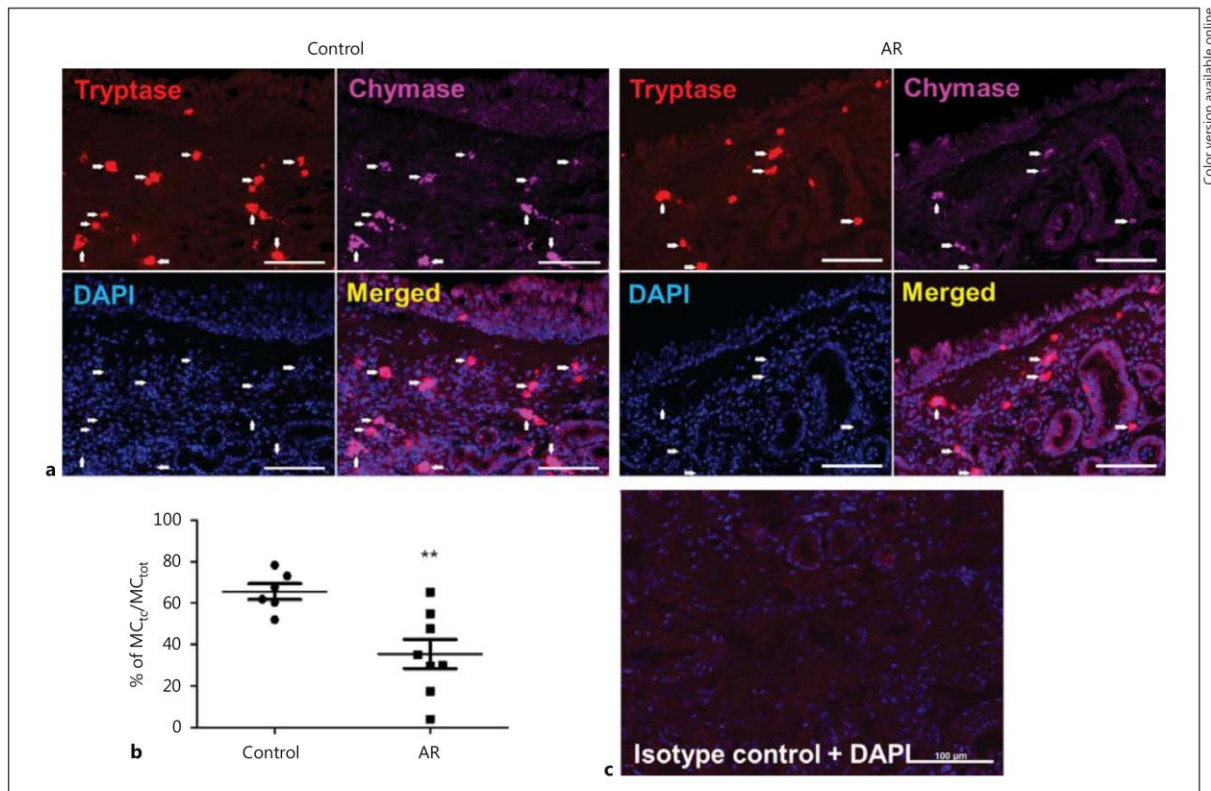 Color version available online
Control
AR
Tryptase
Chymase
Tryptase
Chymase
DAPI
Merged
DAPI
Merged
a
100
80
60
40
20
0
% of MCtc/MCtot
**
Control
AR
b
Isotype control + DAPI
100 µm
c